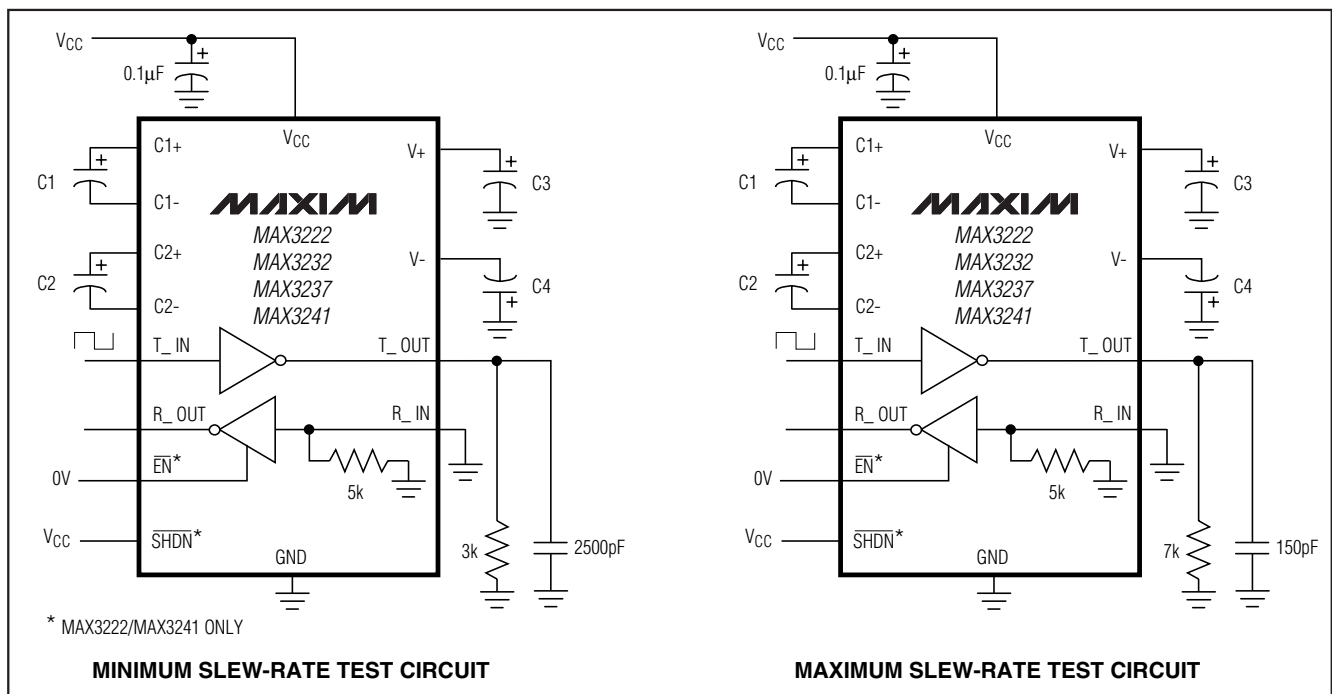 VCC
+
0.1µF
VCC
C1+
+
C1
C1-
V+
+
C3
MAXIM
MAX3222
MAX3232
MAX3237
MAX3241
C2+
+
C2
C2-
V-
C4
+
T_ IN
T_ OUT
R_ OUT
R_ IN
EN*
0V
5k
VCC
SHDN*
GND
3k
2500pF
* MAX3222/MAX3241 ONLY
MINIMUM SLEW-RATE TEST CIRCUIT
VCC
+
0.1µF
VCC
C1+
+
C1
C1-
V+
+
C3
MAXIM
MAX3222
MAX3232
MAX3237
MAX3241
C2+
+
C2
C2-
V-
C4
+
T_ IN
T_ OUT
R_ OUT
R_ IN
EN*
0V
5k
VCC
SHDN*
GND
7k
150pF
MAXIMUM SLEW-RATE TEST CIRCUIT